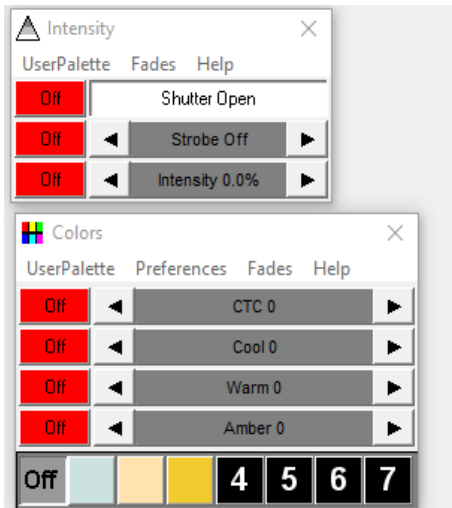 Intensity
UserPalette Fades Help
Off Shutter Open
Off Strobe Off
Off Intensity 0.0%
Colors
UserPalette Preferences Fades Help
Off CTC 0
Off Cool 0
Off Warm 0
Off Amber 0
Off 4 5 6 7